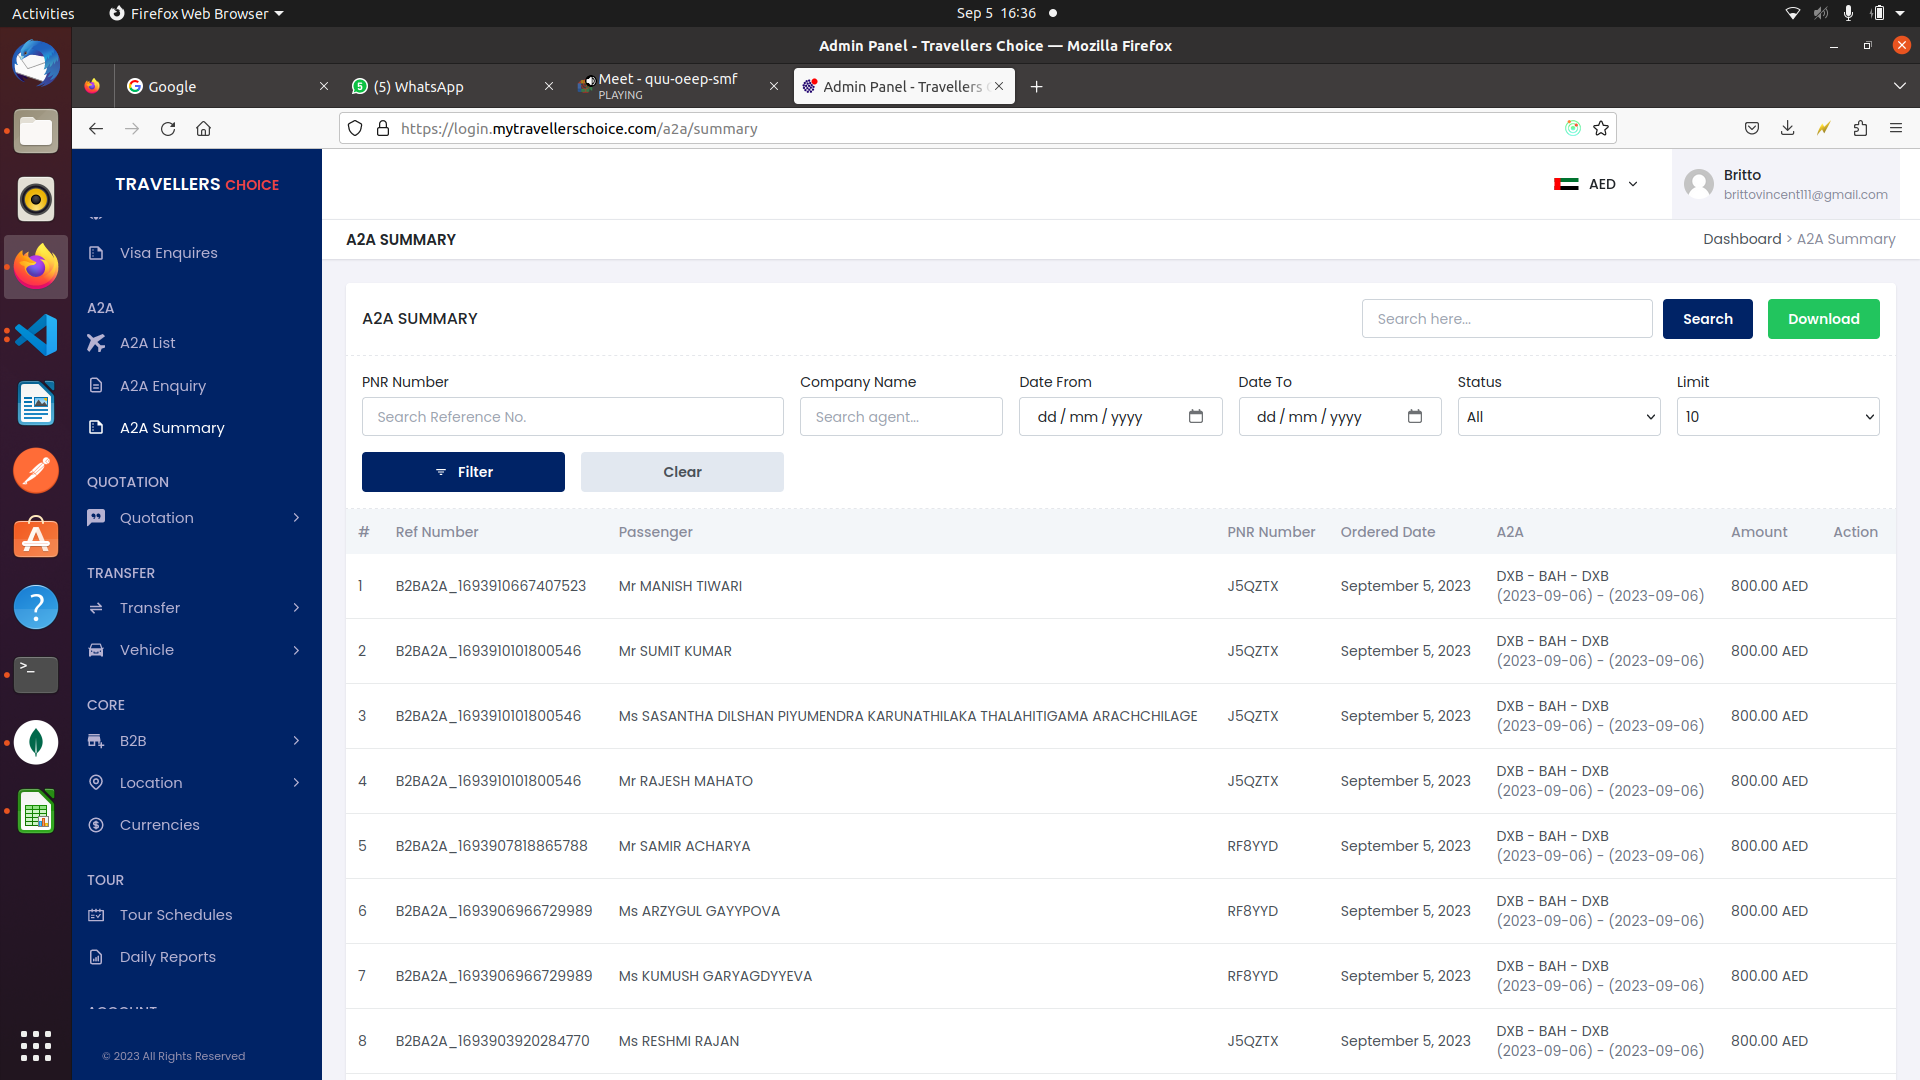 Activities
Firefox Web Browser
Sep 5 16:36
Admin Panel - Travellers Choice — Mozilla Firefox
Google
(5) WhatsApp
Meet - quu-oeep-smf
PLAYING
Admin Panel - Travellers
https://login.mytravellerschoice.com/a2a/summary
TRAVELLERS CHOICE
Visa Enquires
A2A
A2A List
A2A Enquiry
A2A Summary
QUOTATION
Quotation
TRANSFER
Transfer
Vehicle
CORE
B2B
Location
Currencies
TOUR
Tour Schedules
Daily Reports
© 2023 All Rights Reserved
AED
Britto
brittovincent111@gmail.com
A2A SUMMARY
Dashboard > A2A Summary
A2A SUMMARY
Search here...
Search
Download
PNR Number
Company Name
Date From
Date To
Status
Limit
Search Reference No.
Search agent...
dd / mm / yyyy
dd / mm / yyyy
All
10
Filter
Clear
# Ref Number Passenger PNR Number Ordered Date A2A Amount Action
1 B2BA2A_1693910667407523 Mr MANISH TIWARI J5QZTX September 5, 2023 DXB - BAH - DXB 800.00 AED
(2023-09-06) - (2023-09-06)
2 B2BA2A_1693910101800546 Mr SUMIT KUMAR J5QZTX September 5, 2023 DXB - BAH - DXB 800.00 AED
(2023-09-06) - (2023-09-06)
3 B2BA2A_1693910101800546 Ms SASANTHA DILSHAN PIYUMENDRA KARUNATHILAKA THALAHITIGAMA ARACHCHILAGE J5QZTX September 5, 2023 DXB - BAH - DXB 800.00 AED
(2023-09-06) - (2023-09-06)
4 B2BA2A_1693910101800546 Mr RAJESH MAHATO J5QZTX September 5, 2023 DXB - BAH - DXB 800.00 AED
(2023-09-06) - (2023-09-06)
5 B2BA2A_1693907818865788 Mr SAMIR ACHARYA RF8YYD September 5, 2023 DXB - BAH - DXB 800.00 AED
(2023-09-06) - (2023-09-06)
6 B2BA2A_1693906966729989 Ms ARZYGUL GAYYPOVA RF8YYD September 5, 2023 DXB - BAH - DXB 800.00 AED
(2023-09-06) - (2023-09-06)
7 B2BA2A_1693906966729989 Ms KUMUSH GARYAGDYYEVA RF8YYD September 5, 2023 DXB - BAH - DXB 800.00 AED
(2023-09-06) - (2023-09-06)
8 B2BA2A_1693903920284770 Ms RESHMI RAJAN J5QZTX September 5, 2023 DXB - BAH - DXB 800.00 AED
(2023-09-06) - (2023-09-06)